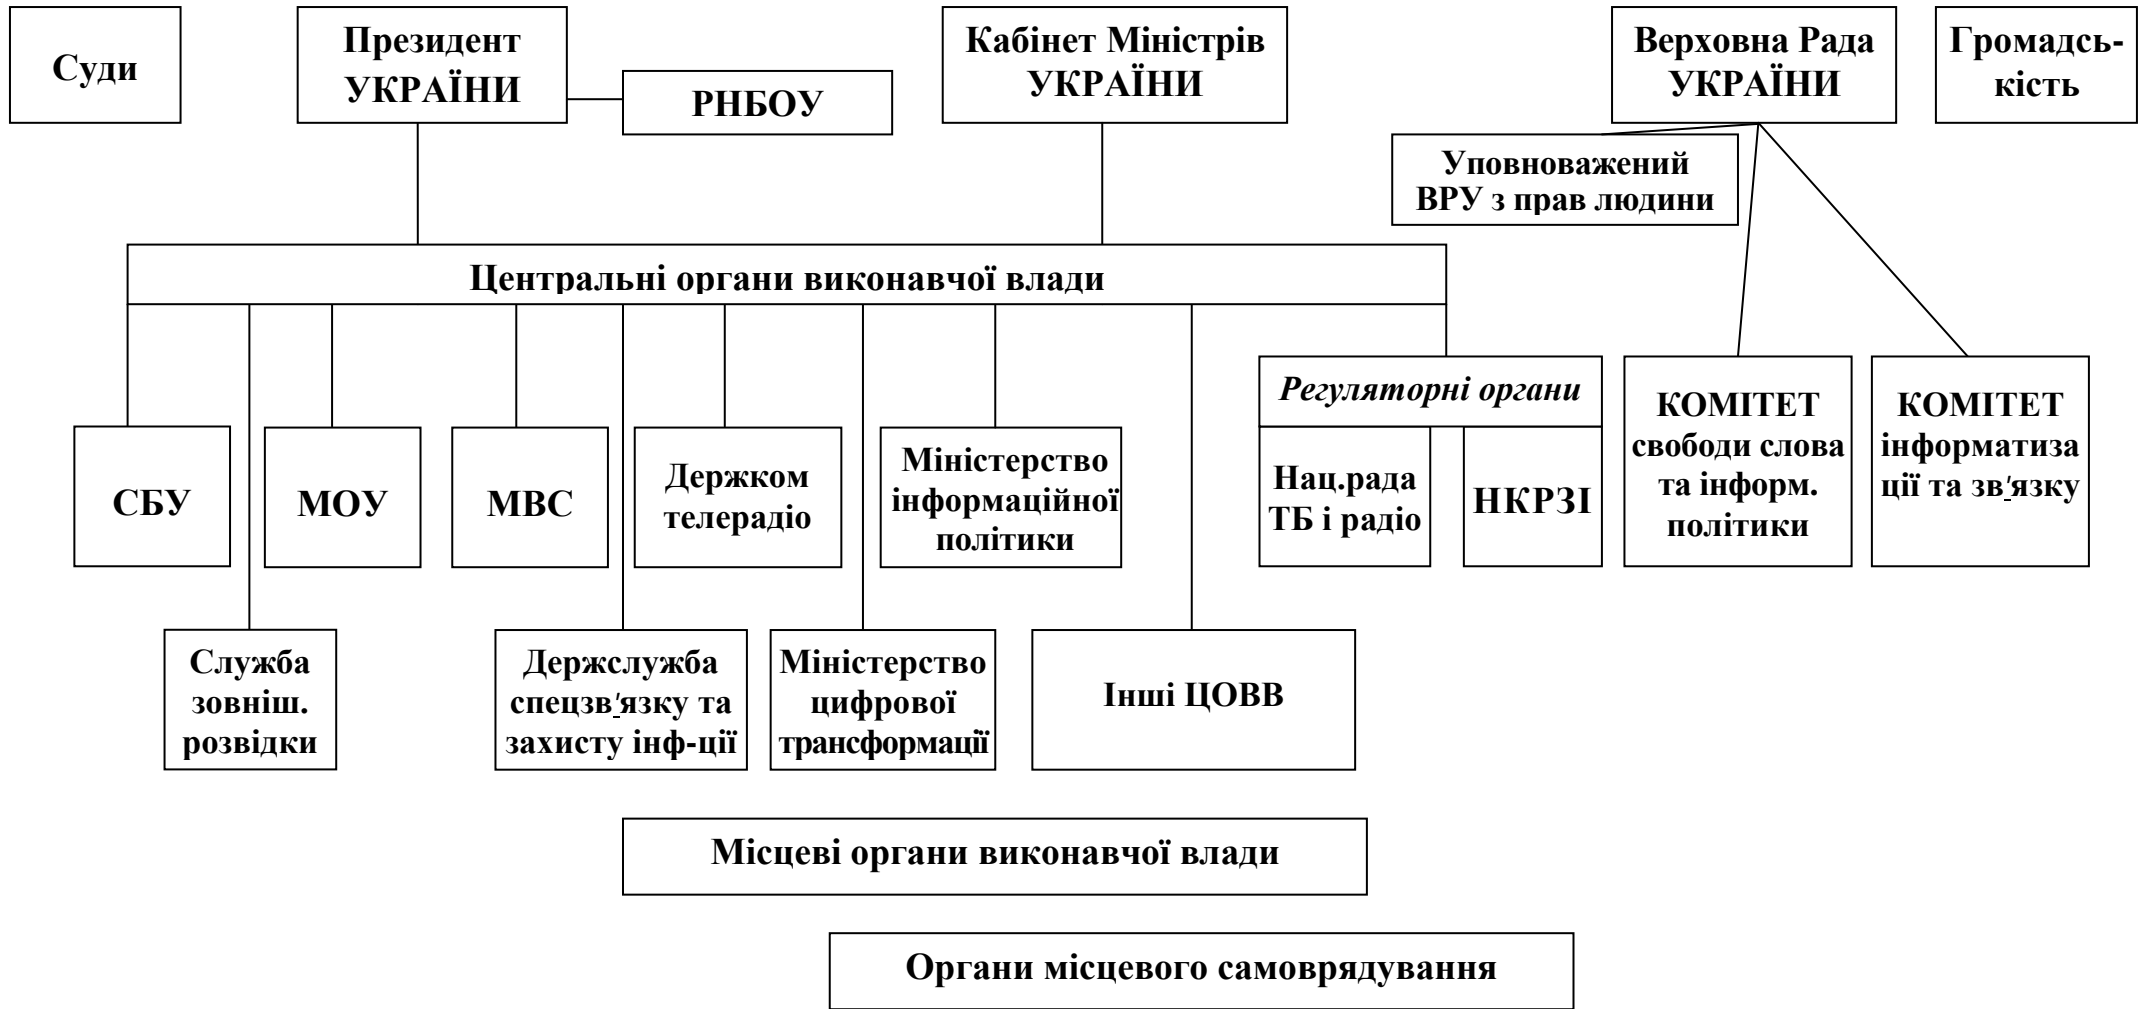 Суди
Президент
УКРАЇНИ
РНБОУ
Кабінет Міністрів
УКРАЇНИ
Верховна Рада
УКРАЇНИ
Громадсь-
кість
Уповноважений
ВРУ з прав людини
Центральні органи виконавчої влади
СБУ
МОУ
МВС
Держком
телерадіо
Міністерство
інформаційної
політики
Регуляторні органи
Нац.рада
ТБ і радіо
НКРЗІ
КОМІТЕТ
свободи слова
та інформ.
політики
КОМІТЕТ
інформатиза
ції та зв'язку
Служба
зовніш.
розвідки
Держслужба
спецзв'язку та
захисту інф-ції
Міністерство
цифрової
трансформації
Інші ЦОВВ
Місцеві органи виконавчої влади
Органи місцевого самоврядування